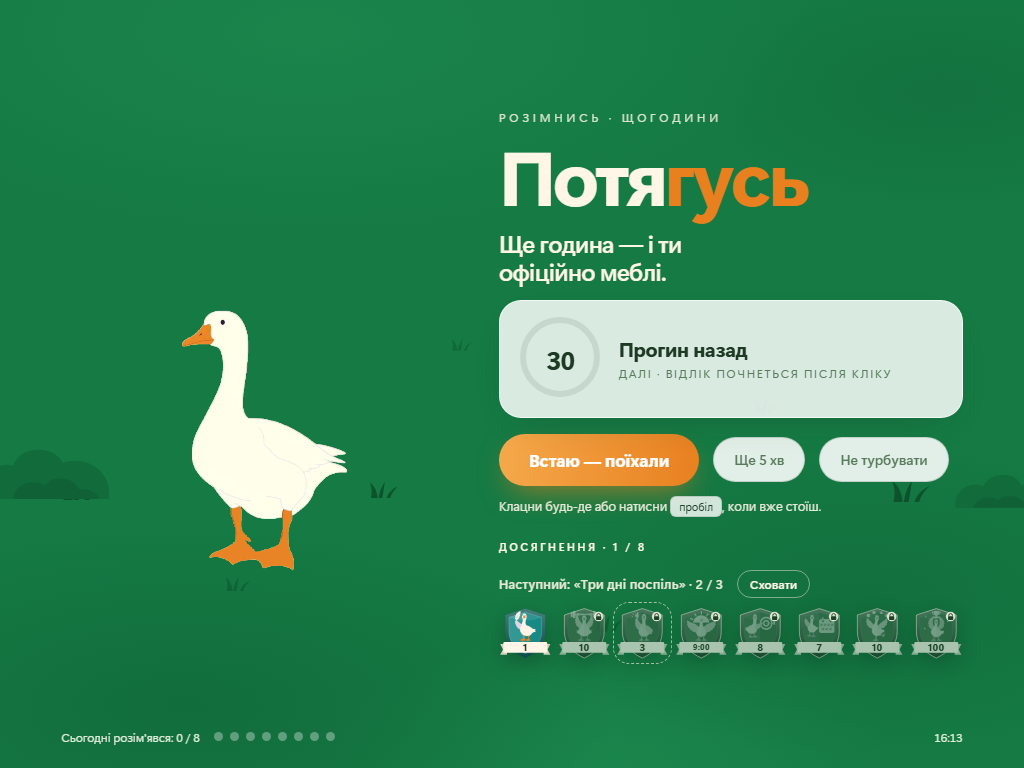 РОЗІМНИСЬ · ЩОГОДИНИ
Потягусь
Ще година — і ти
офіційно меблі.
30
Прогин назад
ДАЛІ · ВІДЛІК ПОЧНЕТЬСЯ ПІСЛЯ КЛІКУ
Встаю — поїхали
Ще 5 хв
Не турбувати
Клацни будь-де або натисни пробіл, коли вже стоїш.
ДОСЯГНЕННЯ · 1 / 8
Наступний: «Три дні поспіль» · 2 / 3
Сховати
1 10 3 9:00 8 7 10 100
Сьогодні розім'явся: 0 / 8
16:13